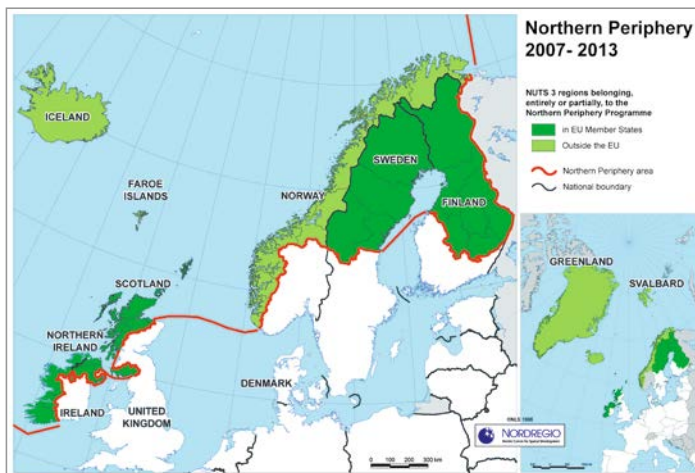 Northern Periphery
2007- 2013
NUTS 3 regions belonging,
entirely or partially, to the
Northern Periphery Programme
in EU Member States
Outside the EU
Northern Periphery area
National boundary
ICELAND
FAROE
ISLANDS
SWEDEN
NORWAY
FINLAND
SCOTLAND
NORTHERN
IRELAND
IRELAND
UNITED
KINGDOM
DENMARK
GREENLAND
SVALBARD
NORDREGIO
0 100 200 300 km